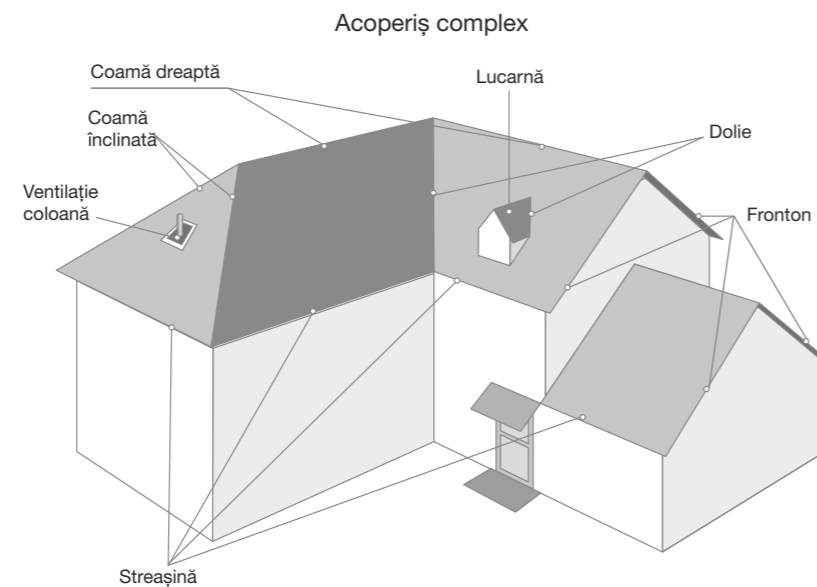 Acoperiș complex
Coamă dreaptă
Lucarnă
Coamă
înclinată
Dolie
Ventilație
coloană
Fronton
Streașină